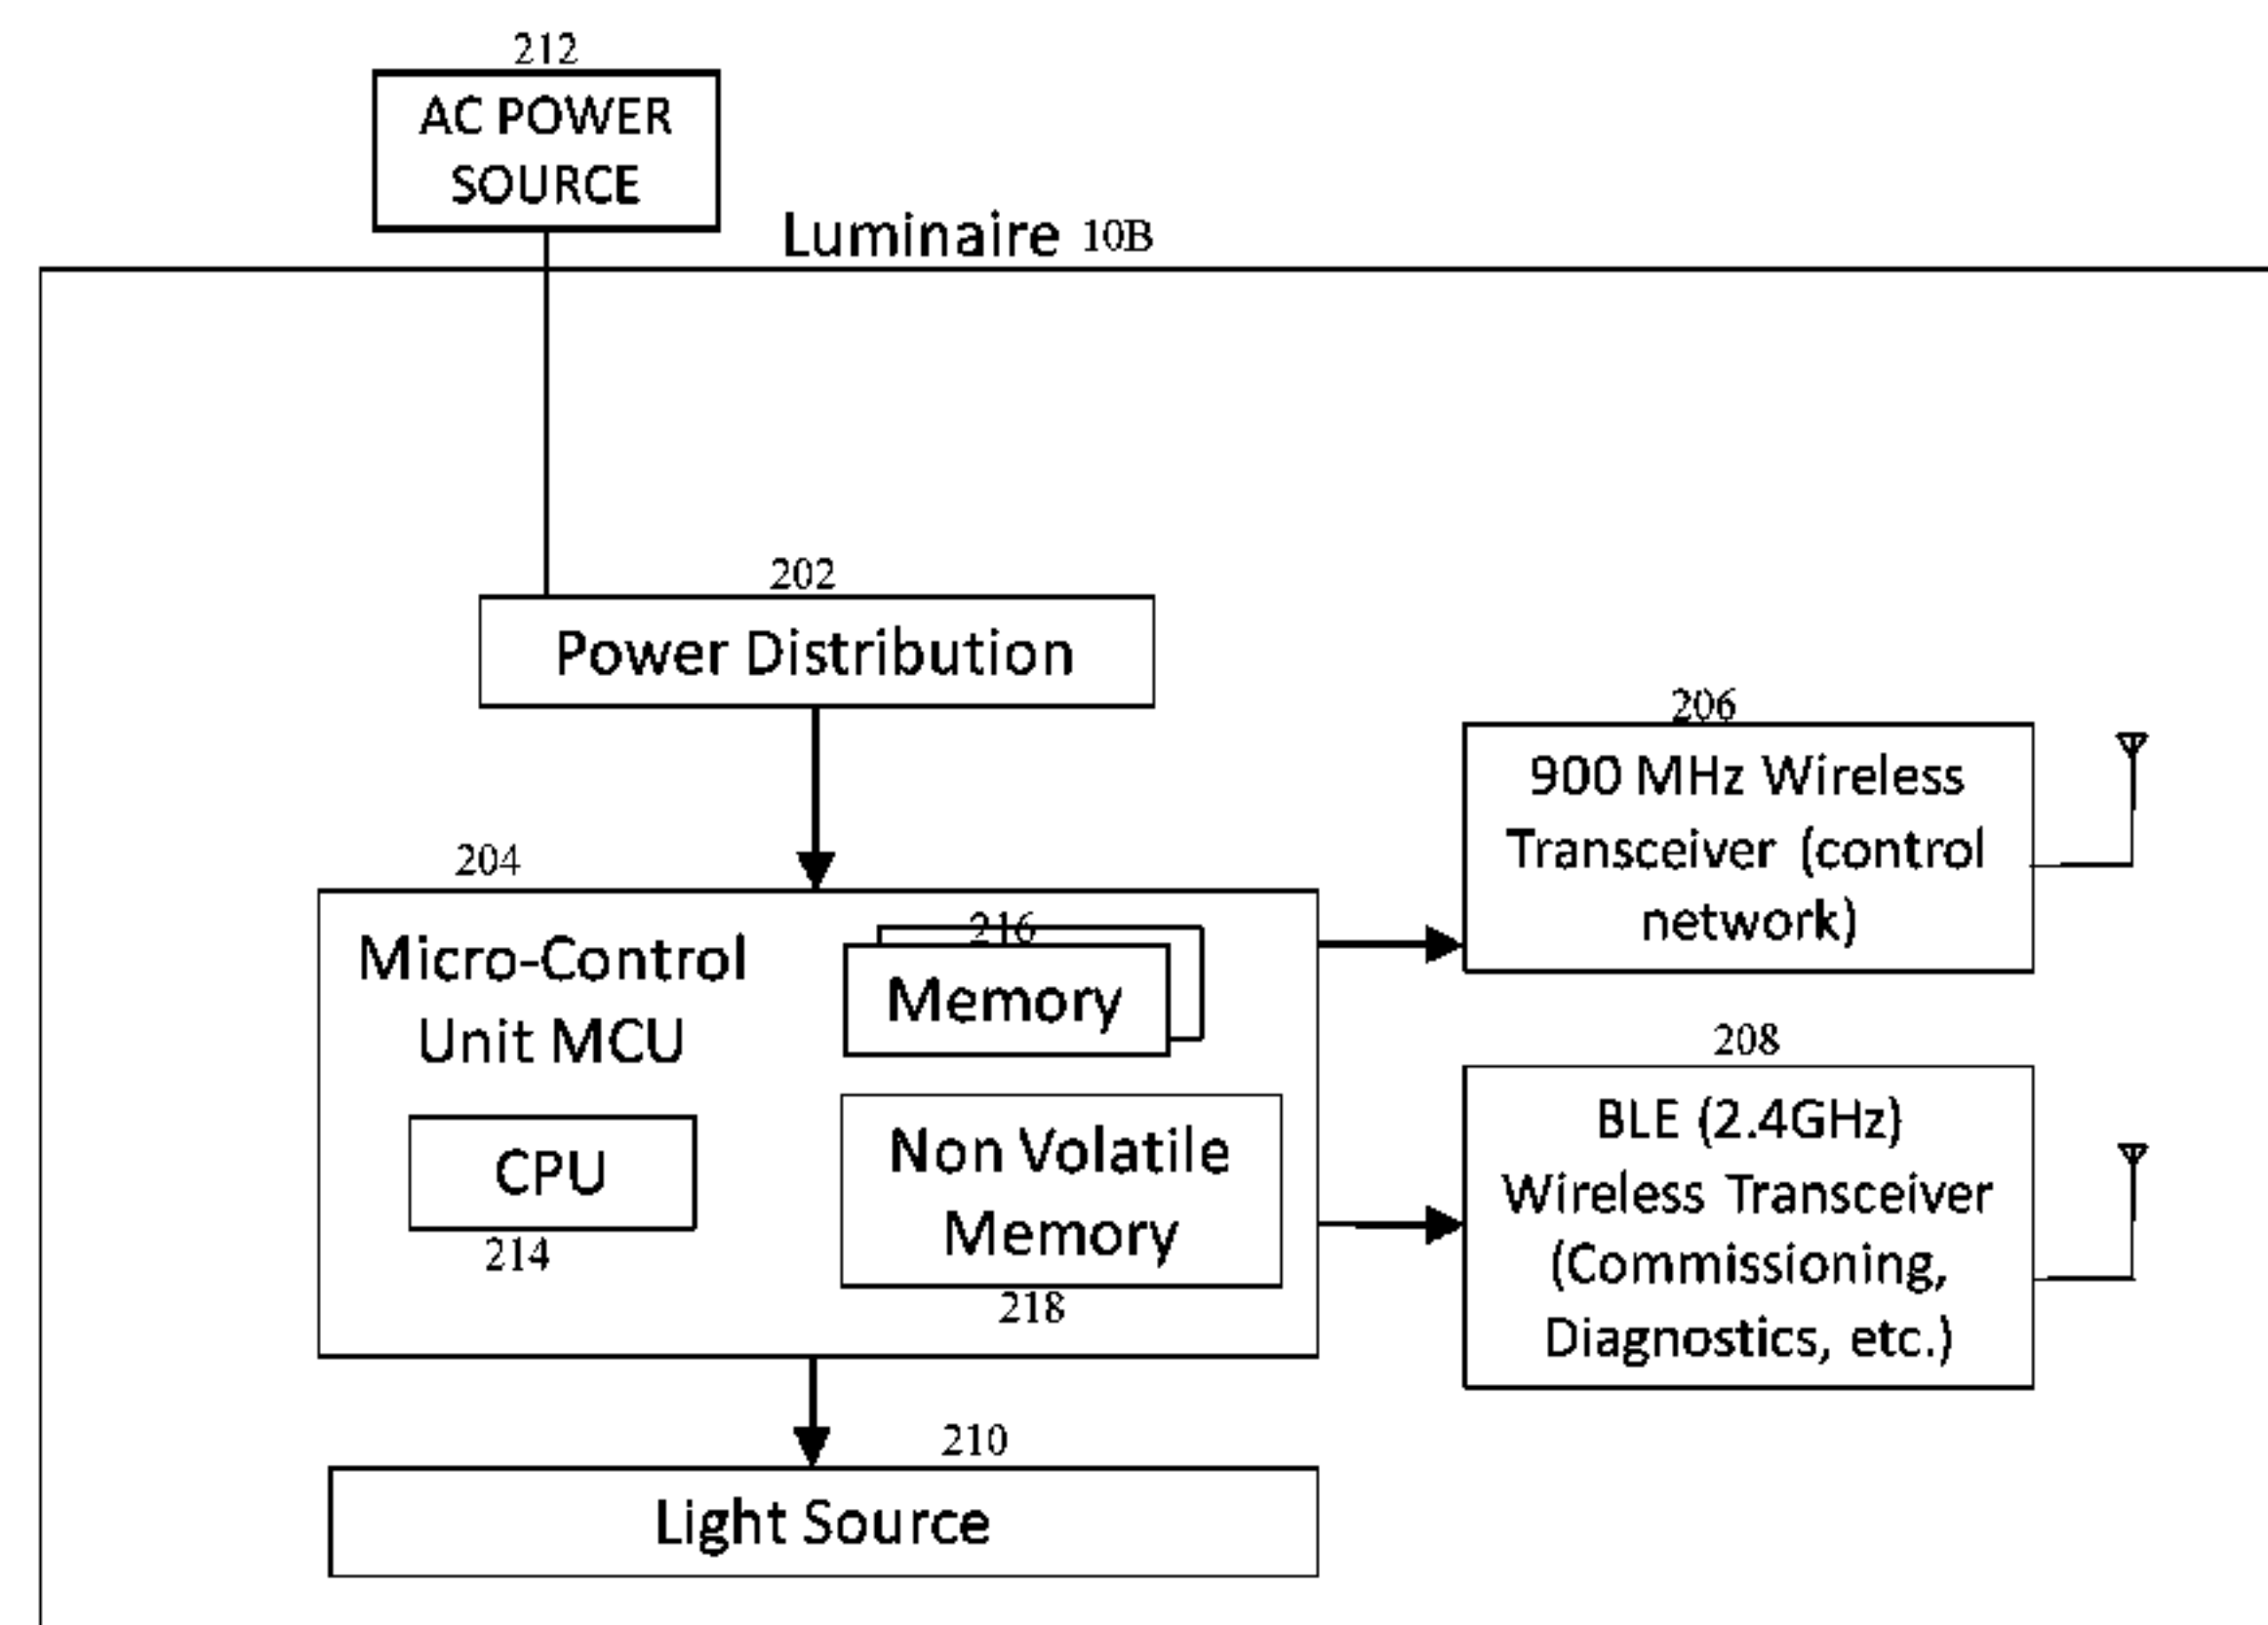 212
AC POWER
SOURCE
Luminaire 10B
202
Power Distribution
206
900 MHz Wireless
Transceiver (control
network)
204
Micro-Control
Unit MCU
216
Memory
CPU
214
Non Volatile
Memory
218
208
BLE (2.4GHz)
Wireless Transceiver
(Commissioning,
Diagnostics, etc.)
210
Light Source